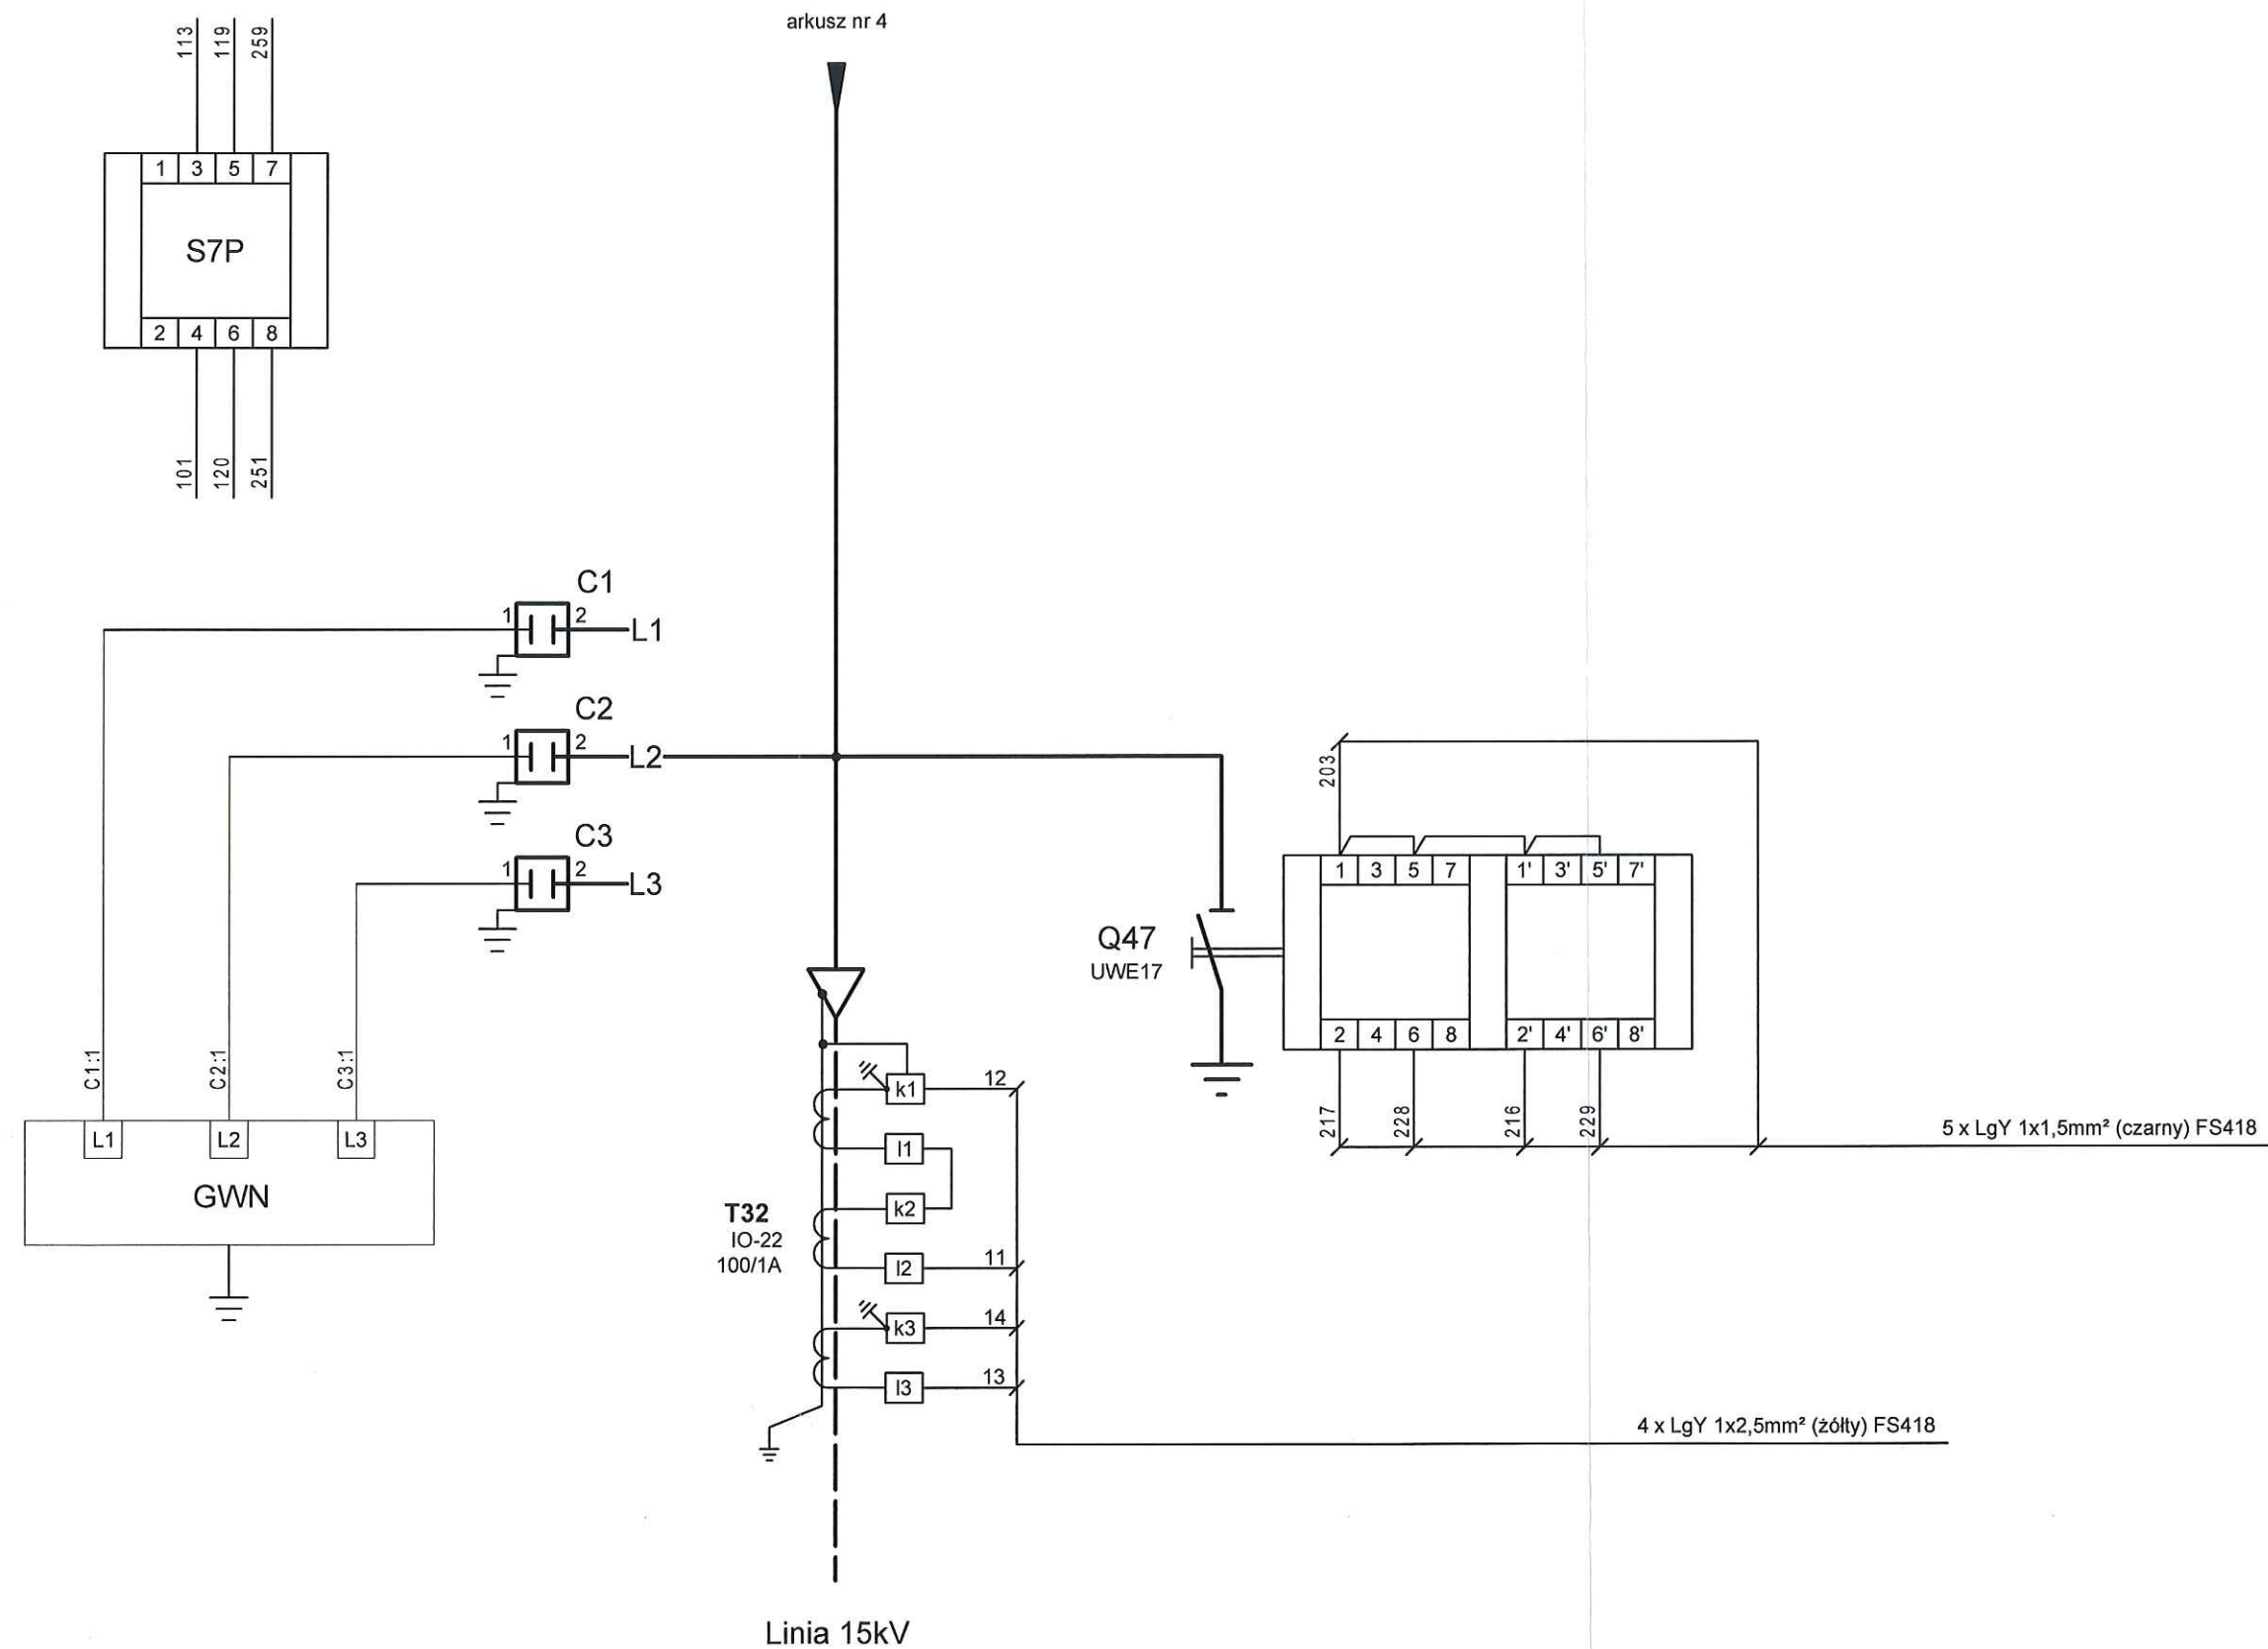 arkusz nr 4
113 119 259
1 3 5 7
S7P
2 4 6 8
101 120 251
C1
1 2
L1
C2
1 2
L2
C3
1 2
L3
203
1 3 5 7 1' 3' 5' 7'
Q47
UWE17
2 4 6 8 2' 4' 6' 8'
217 228 216 229
5 x LgY 1x1,5mm² (czarny) FS418
C1:1 C2:1 C3:1
L1 L2 L3
GWN
k1 12
l1
k2
T32
IO-22
100/1A
l2 11
k3 14
l3 13
4 x LgY 1x2,5mm² (żółty) FS418
Linia 15kV